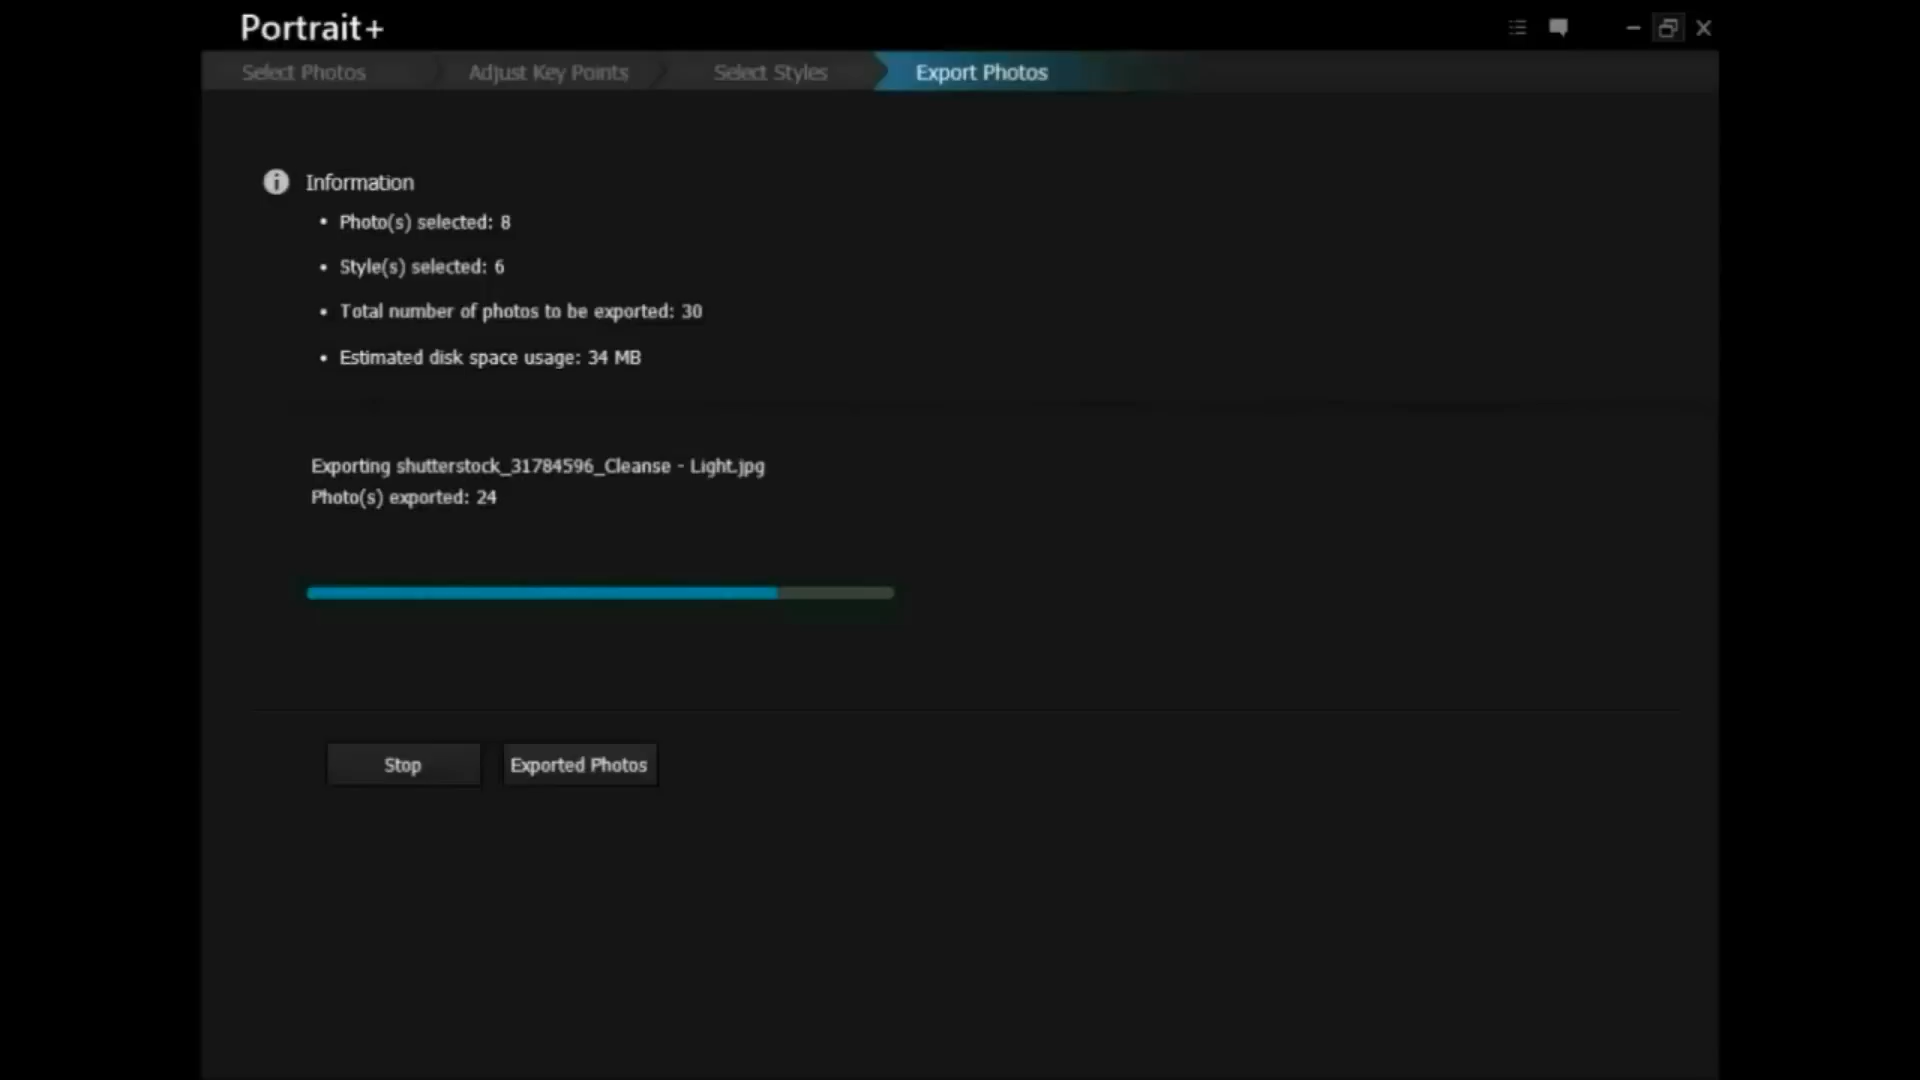 Portrait+
Select Photos
Adjust Key Points
Select Styles
Export Photos
Information
• Photo(s) selected: 8
• Style(s) selected: 6
• Total number of photos to be exported: 30
• Estimated disk space usage: 34 MB
Exporting shutterstock_31784596_Cleanse - Light.jpg
Photo(s) exported: 24
Stop
Exported Photos